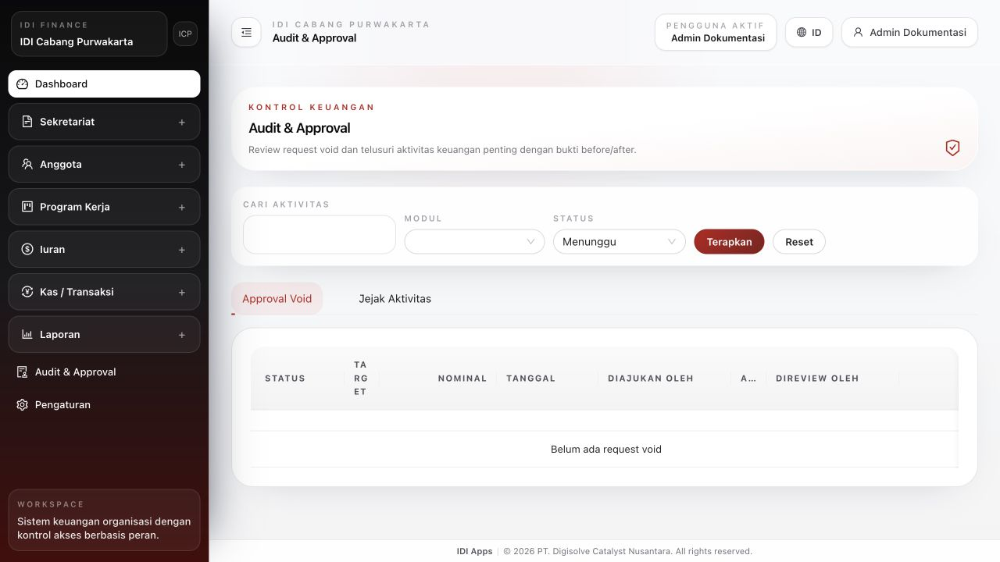 IDI FINANCE
IDI Cabang Purwakarta
ICP
Dashboard
Sekretariat +
Anggota +
Program Kerja +
Iuran +
Kas / Transaksi +
Laporan +
Audit & Approval
Pengaturan
WORKSPACE
Sistem keuangan organisasi dengan
kontrol akses berbasis peran.
IDI CABANG PURWAKARTA
Audit & Approval
PENGGUNA AKTIF
Admin Dokumentasi
ID
Admin Dokumentasi
KONTROL KEUANGAN
Audit & Approval
Review request void dan telusuri aktivitas keuangan penting dengan bukti before/after.
CARI AKTIVITAS
MODUL
STATUS
Menunggu
Terapkan
Reset
Approval Void
Jejak Aktivitas
STATUS
TA
RG
ET
NOMINAL
TANGGAL
DIAJUKAN OLEH
A...
DIREVIEW OLEH
Belum ada request void
IDI Apps | © 2026 PT. Digisolve Catalyst Nusantara. All rights reserved.